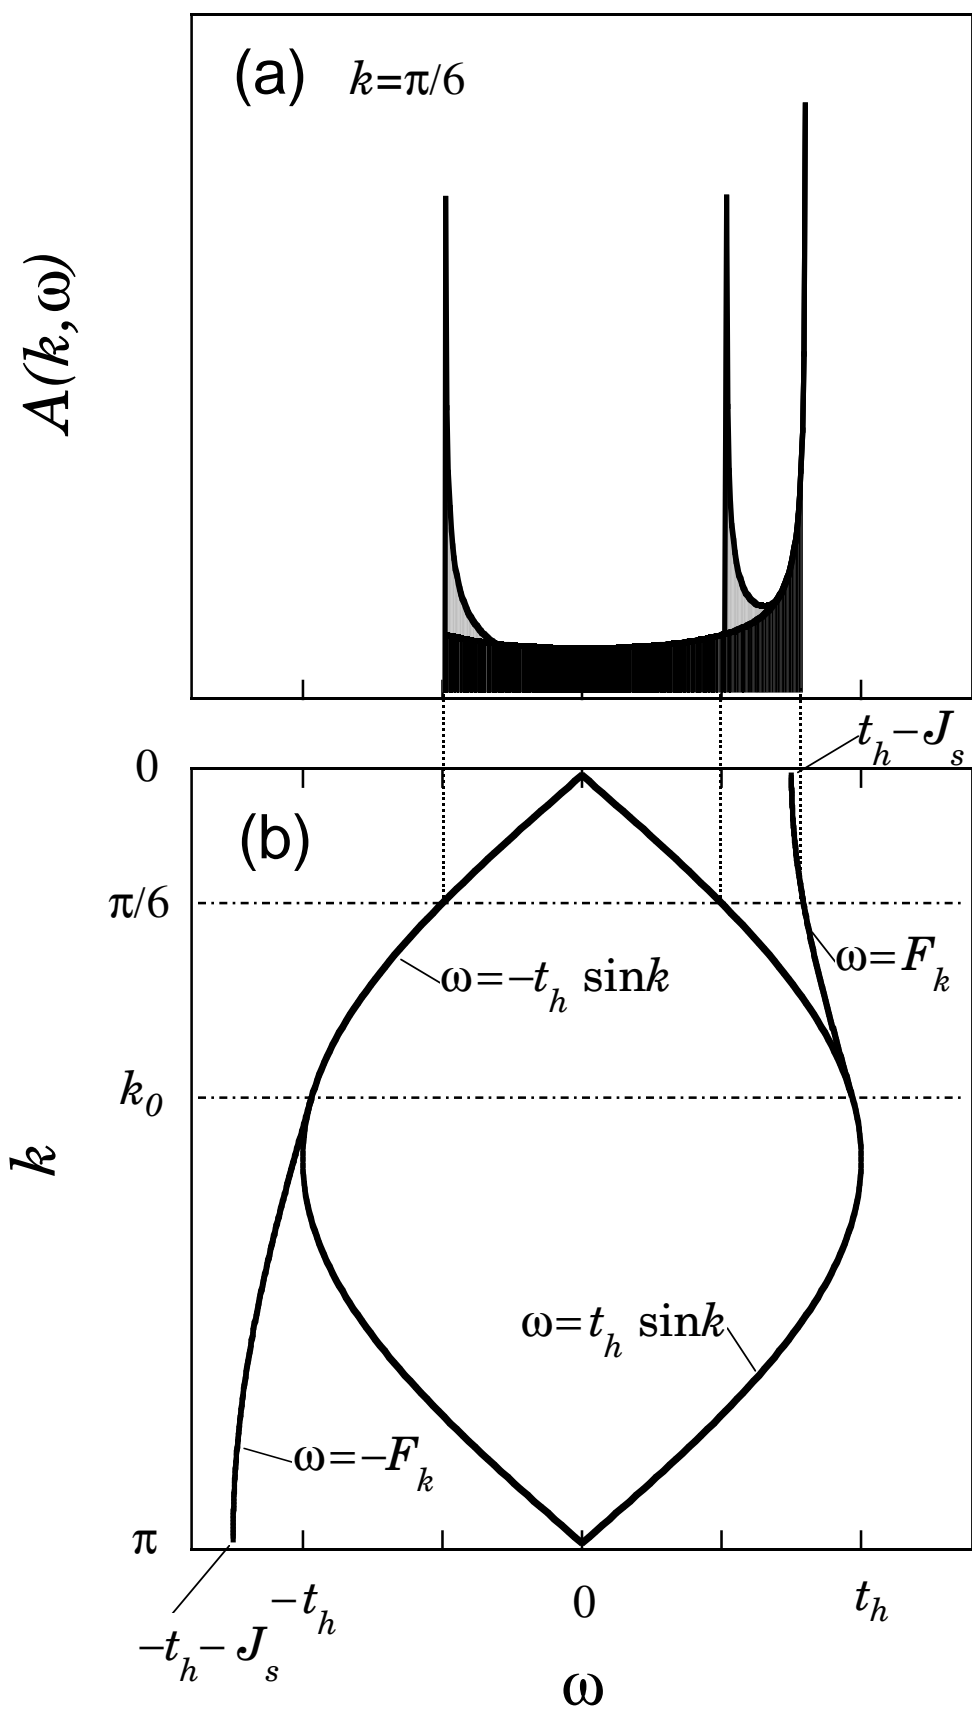 (a) k=π/6
A(k,ω)
t_h–J_s
0
(b)
π/6
ω=F_k
ω=–t_h sink
k_0
k
ω=t_h sink
ω=–F_k
π
–t_h 0 t_h
–t_h–J_s
ω